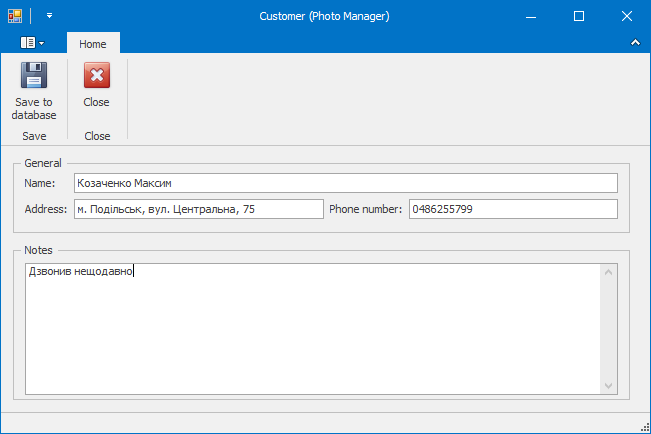 Customer (Photo Manager)
Home
Save to
database
Close
Save
Close
General
Name:
Козаченко Максим
Address:
м. Подільськ, вул. Центральна, 75
Phone number:
0486255799
Notes
Дзвонив нещодавно